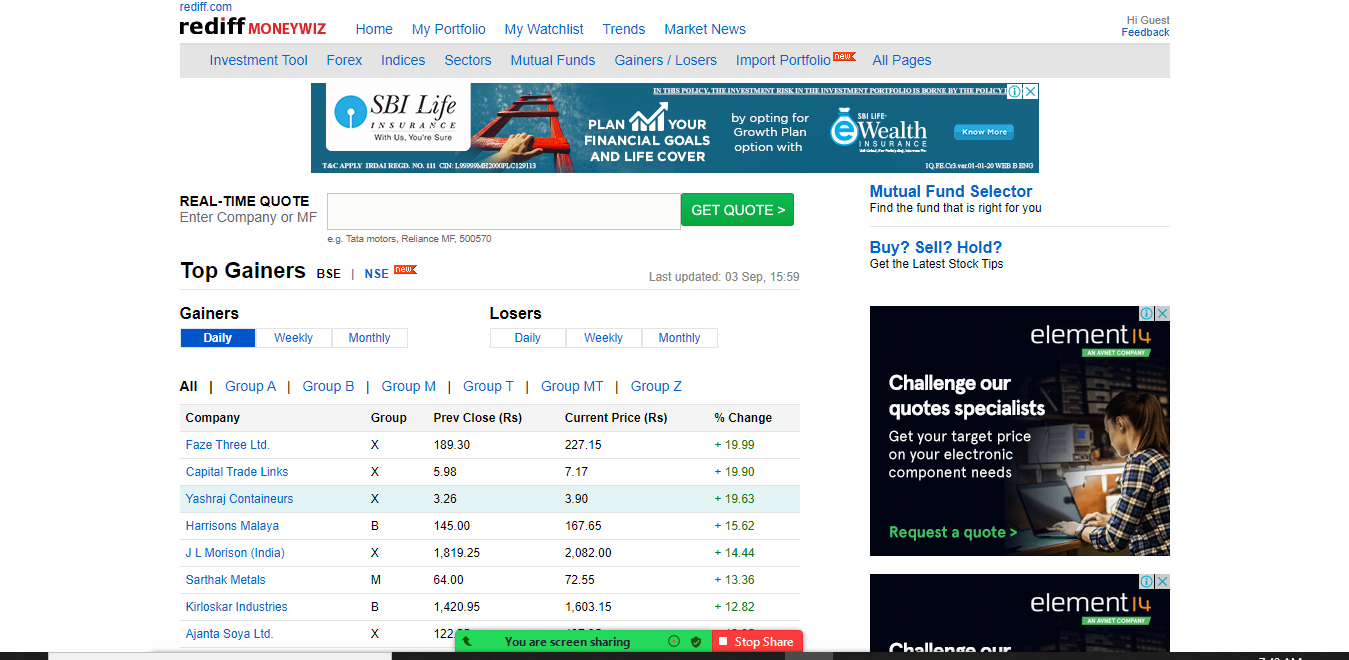 rediff.com
rediff MONEYWIZ Home My Portfolio My Watchlist Trends Market News
Hi Guest
Feedback
Investment Tool Forex Indices Sectors Mutual Funds Gainers / Losers Import Portfolio new All Pages
IN THIS POLICY, THE INVESTMENT RISK IN THE INVESTMENT PORTFOLIO IS BORNE BY THE POLICY
SBI Life
INSURANCE
With Us, You're Sure
PLAN YOUR
FINANCIAL GOALS
AND LIFE COVER
by opting for
Growth Plan
option with
SBI LIFE-
eWealth
INSURANCE
Know More
T&C APPLY IRDAI REGD. NO. 111 CIN: L99999MH2000PLC129113
1Q.FE.Cr3.ver.01-01-20 WEB B ENG
REAL-TIME QUOTE
Enter Company or MF
GET QUOTE >
e.g. Tata motors, Reliance MF, 500570
Mutual Fund Selector
Find the fund that is right for you
Buy? Sell? Hold?
Get the Latest Stock Tips
Top Gainers BSE | NSE new
Last updated: 03 Sep, 15:59
Gainers Losers
Daily Weekly Monthly Daily Weekly Monthly
All | Group A | Group B | Group M | Group T | Group MT | Group Z
Company Group Prev Close (Rs) Current Price (Rs) % Change
Faze Three Ltd. X 189.30 227.15 + 19.99
Capital Trade Links X 5.98 7.17 + 19.90
Yashraj Containeurs X 3.26 3.90 + 19.63
Harrisons Malaya B 145.00 167.65 + 15.62
J L Morison (India) X 1,819.25 2,082.00 + 14.44
Sarthak Metals M 64.00 72.55 + 13.36
Kirloskar Industries B 1,420.95 1,603.15 + 12.82
Ajanta Soya Ltd. X
You are screen sharing Stop Share
element14
AN AVNET COMPANY
Challenge our
quotes specialists
Get your target price
on your electronic
component needs
Request a quote >
element14
AN AVNET COMPANY
Challenge our